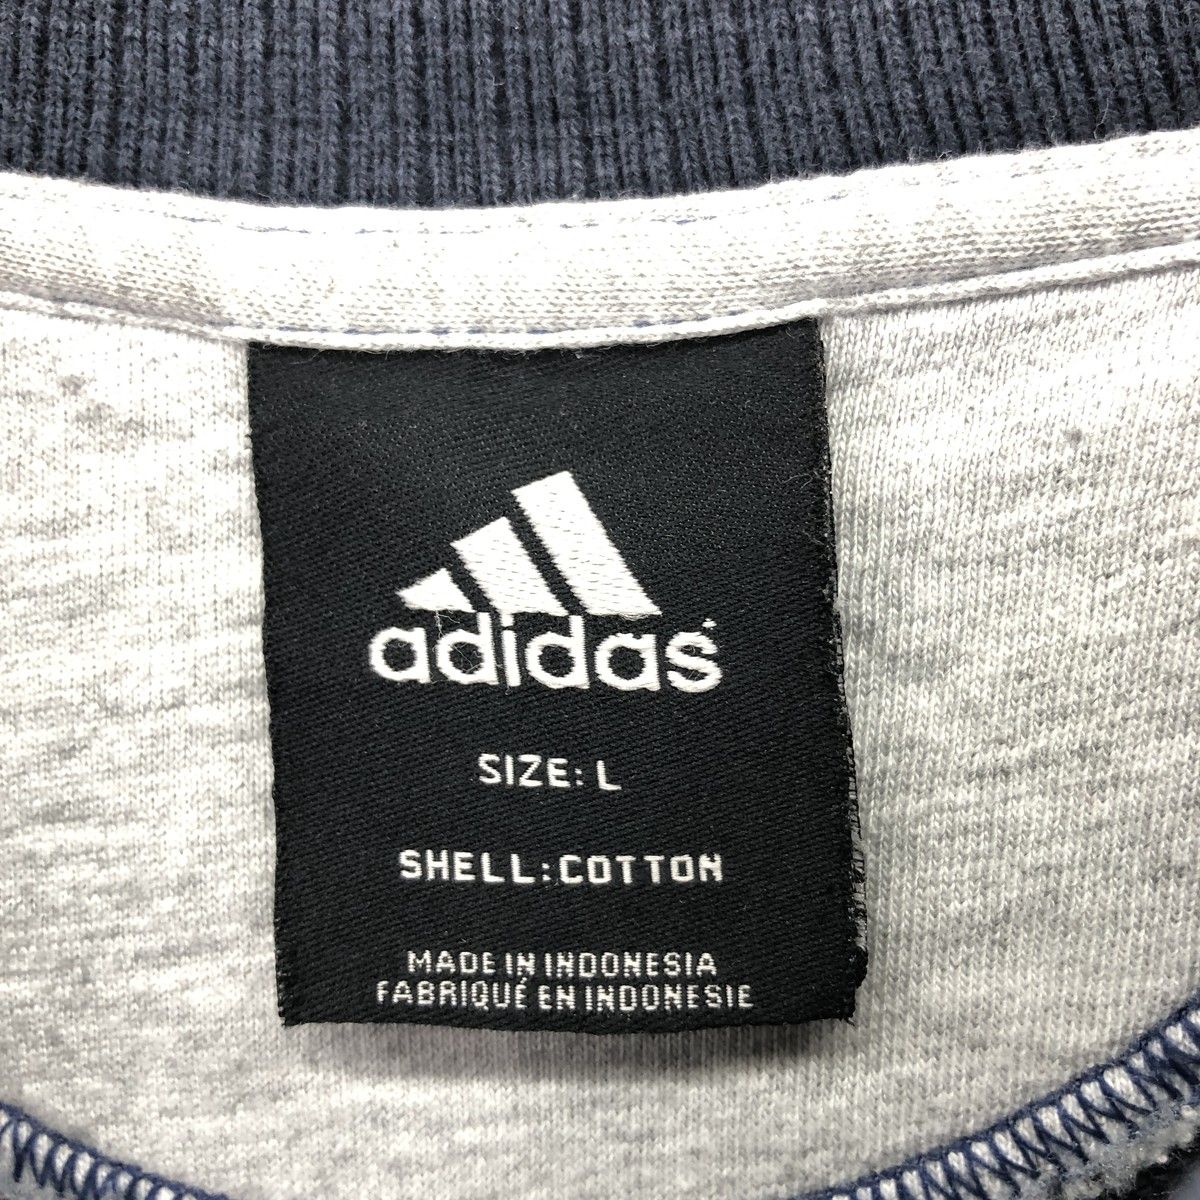 adidas
SIZE: L
SHELL:COTTON
MADE IN INDONESIA
FABRIQUÉ EN INDONESIE